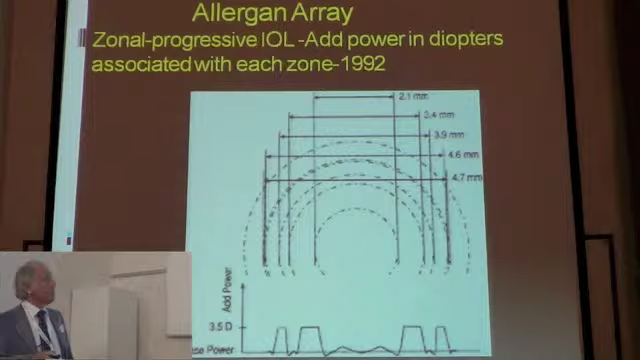 Allergan Array
Zonal-progressive IOL -Add power in diopters
associated with each zone-1992
2.1 mm
3.4 mm
3.9 mm
4.6 mm
4.7 mm
Add Power
3.5 D
Power